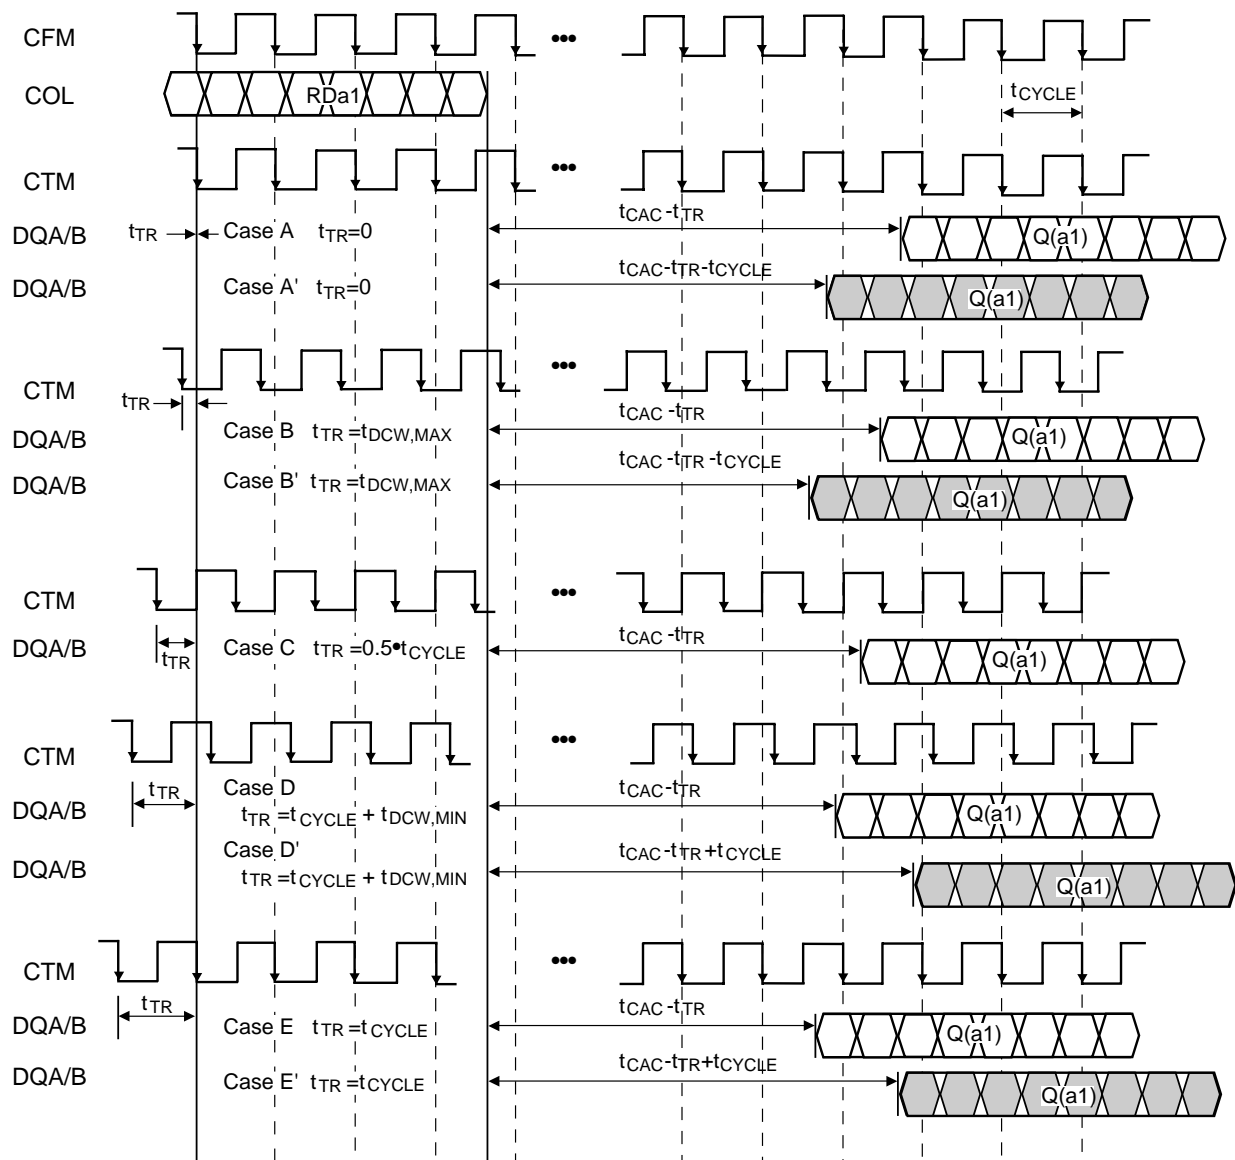 CFM •••
COL RDa1 tCYCLE
CTM •••
DQA/B tTR Case A tTR=0 tCAC -tTR Q(a1)
DQA/B Case A' tTR=0 tCAC-tTR-tCYCLE Q(a1)
CTM •••
tTR tCAC -tTR
DQA/B Case B tTR =tDCW,MAX Q(a1)
DQA/B Case B' tTR =tDCW,MAX tCAC -tTR -tCYCLE Q(a1)
CTM •••
DQA/B tTR Case C tTR =0.5•tCYCLE tCAC -tTR Q(a1)
CTM •••
tTR Case D tCAC-tTR
DQA/B tTR=tCYCLE + tDCW,MIN Q(a1)
Case D' tCAC-tTR +tCYCLE
DQA/B tTR=tCYCLE + tDCW,MIN Q(a1)
CTM •••
tTR tCAC -tTR
DQA/B Case E tTR =tCYCLE Q(a1)
tCAC-tTR+tCYCLE
DQA/B Case E' tTR =tCYCLE Q(a1)